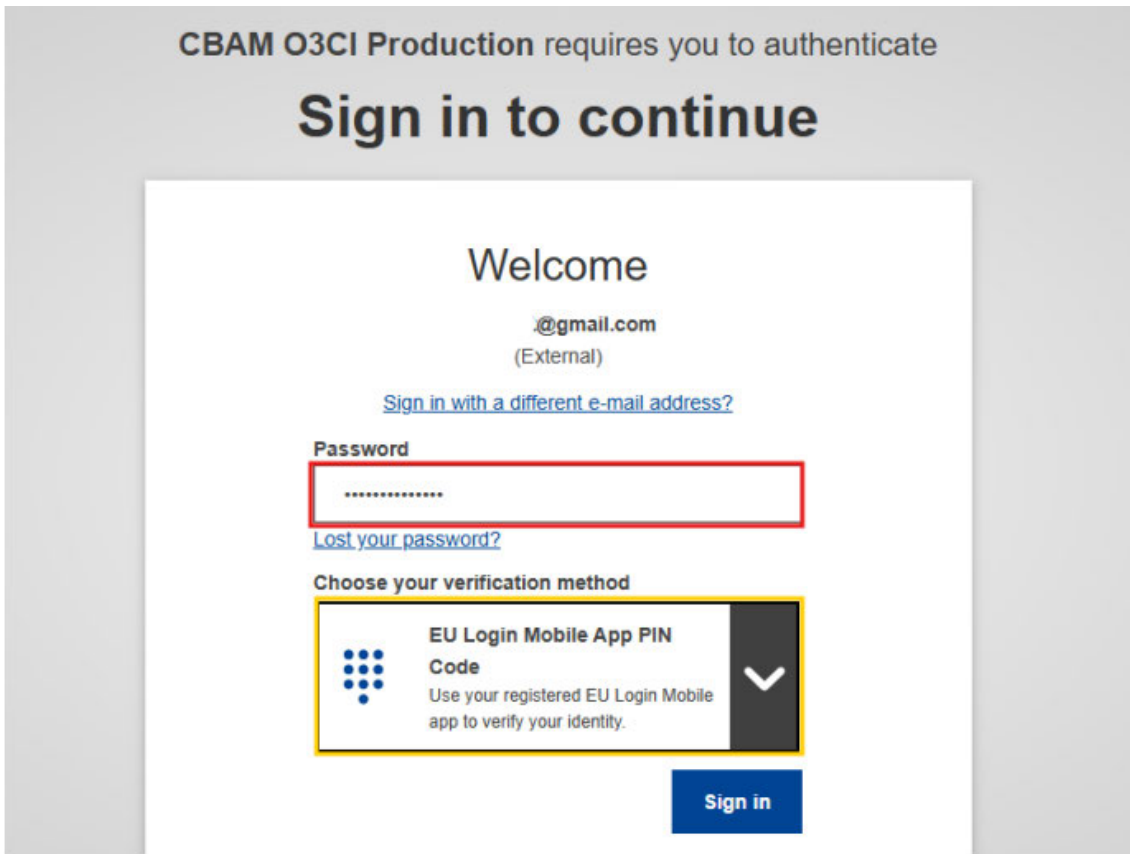 CBAM O3CI Production requires you to authenticate
Sign in to continue
Welcome
@gmail.com
(External)
Sign in with a different e-mail address?
Password
••••••••••••••
Lost your password?
Choose your verification method
EU Login Mobile App PIN
Code
Use your registered EU Login Mobile
app to verify your identity.
Sign in